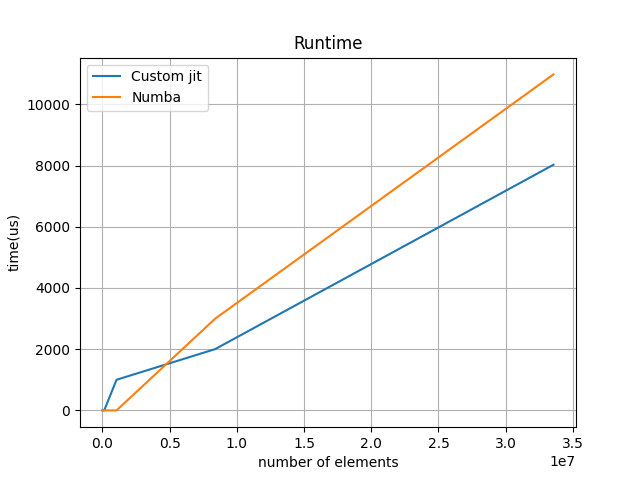 Runtime
Custom jit
Numba
time(us)
10000
8000
6000
4000
2000
0
0.0 0.5 1.0 1.5 2.0 2.5 3.0 3.5
1e7
number of elements